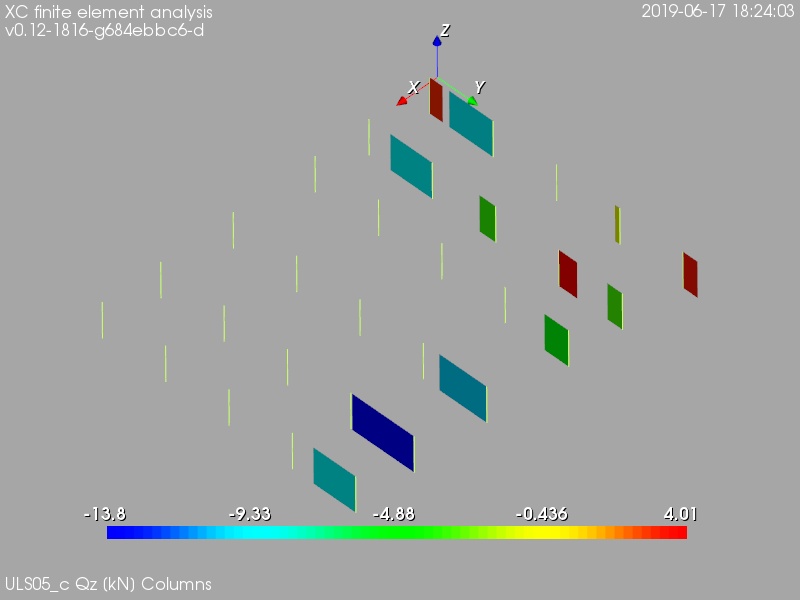 XC finite element analysis
v0.12-1816-g684ebbc6-d
2019-06-17 18:24:03
Z
X
Y
-13.8 -9.33 -4.88 -0.436 4.01
ULS05_c Qz (kN) Columns